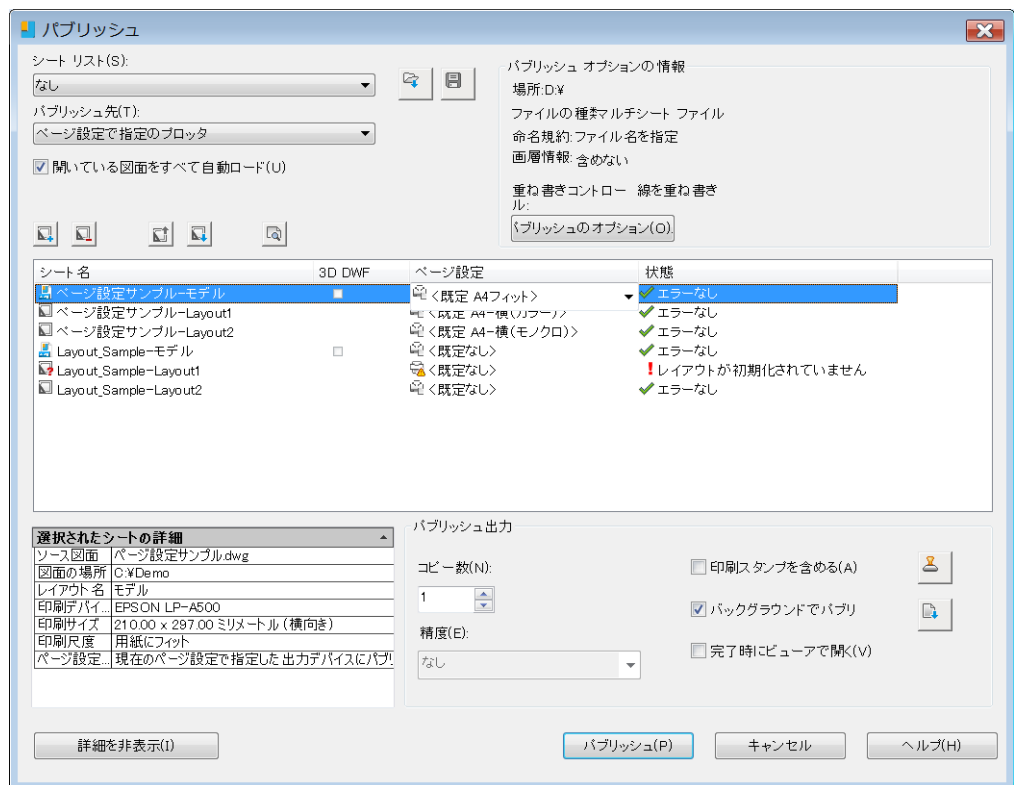 パブリッシュ
シート リスト(S):
なし
パブリッシュ先(T):
ページ設定で指定のプロッタ
開いている図面をすべて自動ロード(U)
パブリッシュ オプションの情報
場所:D:¥
ファイルの種類マルチシート ファイル
命名規約:ファイル名を指定
画層情報: 含めない
重ね書きコントロール: 線を重ね書き
パブリッシュのオプション(O).
シート名 3D DWF ページ設定 状態
ページ設定サンプル-モデル <既定 A4フィット> エラーなし
ページ設定サンプル-Layout1 <既定 A4-横(カラー)> エラーなし
ページ設定サンプル-Layout2 <既定 A4-横(モノクロ)> エラーなし
Layout_Sample-モデル <既定なし> エラーなし
Layout_Sample-Layout1 <既定なし> レイアウトが初期化されていません
Layout_Sample-Layout2 <既定なし> エラーなし
選択されたシートの詳細
ソース図面 ページ設定サンプル.dwg
図面の場所 C:¥Demo
レイアウト名 モデル
印刷デバイ... EPSON LP-A500
印刷サイズ 210.00 x 297.00 ミリメートル (横向き)
印刷尺度 用紙にフィット
ページ設定... 現在のページ設定で指定した出力デバイスにパブリ
パブリッシュ出力
コピー数(N):
1
精度(E):
なし
印刷スタンプを含める(A)
バックグラウンドでパブリ
完了時にビューアで開く(V)
詳細を非表示(I)
パブリッシュ(P)
キャンセル
ヘルプ(H)